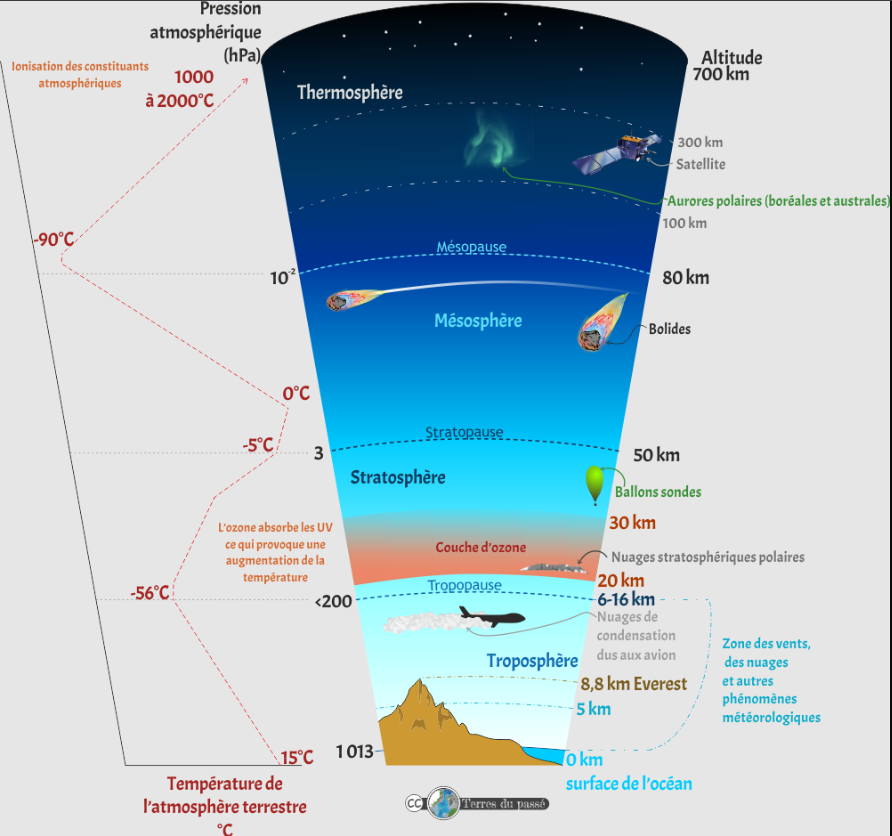 Pression
atmosphérique
(hPa)
Altitude
700 km
Ionisation des constituants
atmosphériques
1000
à 2000°C
Thermosphère
300 km
Satellite
Aurores polaires (boréales et australes)
100 km
-90°C
Mésopause
10⁻²
80 km
Mésosphère
Bolides
0°C
Stratopause
-5°C
3
50 km
Stratosphère
Ballons sondes
30 km
L'ozone absorbe les UV
ce qui provoque une
augmentation de la
température
Couche d'ozone
Nuages stratosphériques polaires
20 km
Tropopause
-56°C
<200
6-16 km
Nuages de
condensation
dus aux avion
Zone des vents,
des nuages
et autres
phénomènes
météorologiques
Troposphère
8,8 km Everest
5 km
15°C
1 013
0 km
surface de l'océan
Température de
l'atmosphère terrestre
°C
CC
Terres du passé